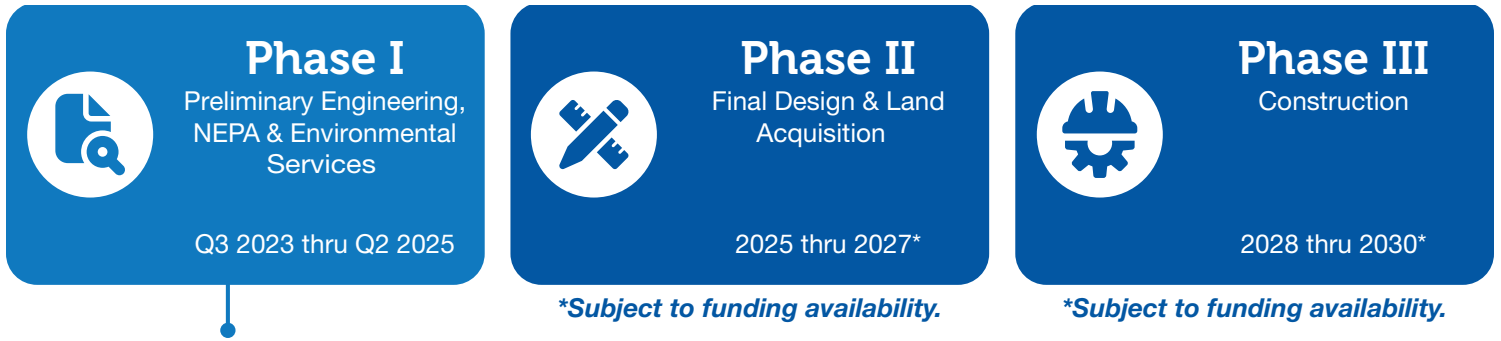 Phase I
Preliminary Engineering,
NEPA & Environmental
Services
Q3 2023 thru Q2 2025
Phase II
Final Design & Land
Acquisition
2025 thru 2027*
*Subject to funding availability.
Phase III
Construction
2028 thru 2030*
*Subject to funding availability.